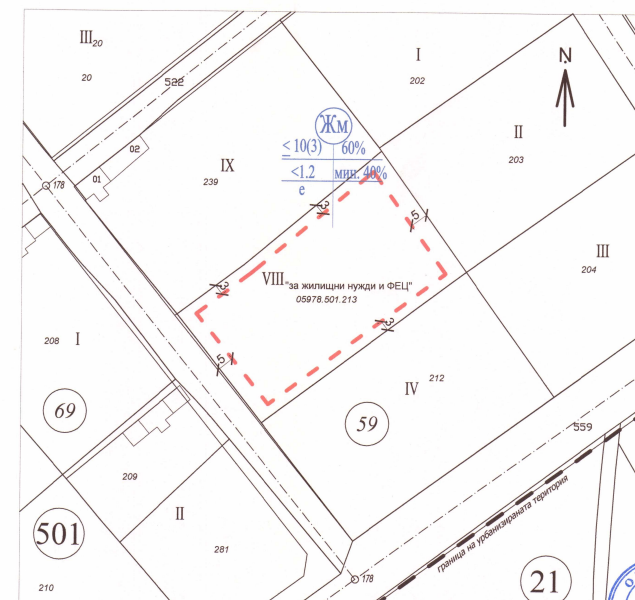 III20
20
522
I
202
N
Жм
≤ 10(3) 60%
<1.2 мин. 40%
е
II
203
02
01
178
IX
239
3
5
III
204
3
VIII "за жилищни нужди и ФЕЦ"
05978.501.213
3
5
208 I
IV 212
69
59
559
209
граница на урбанизираната територия
II
501
281
210
178
21